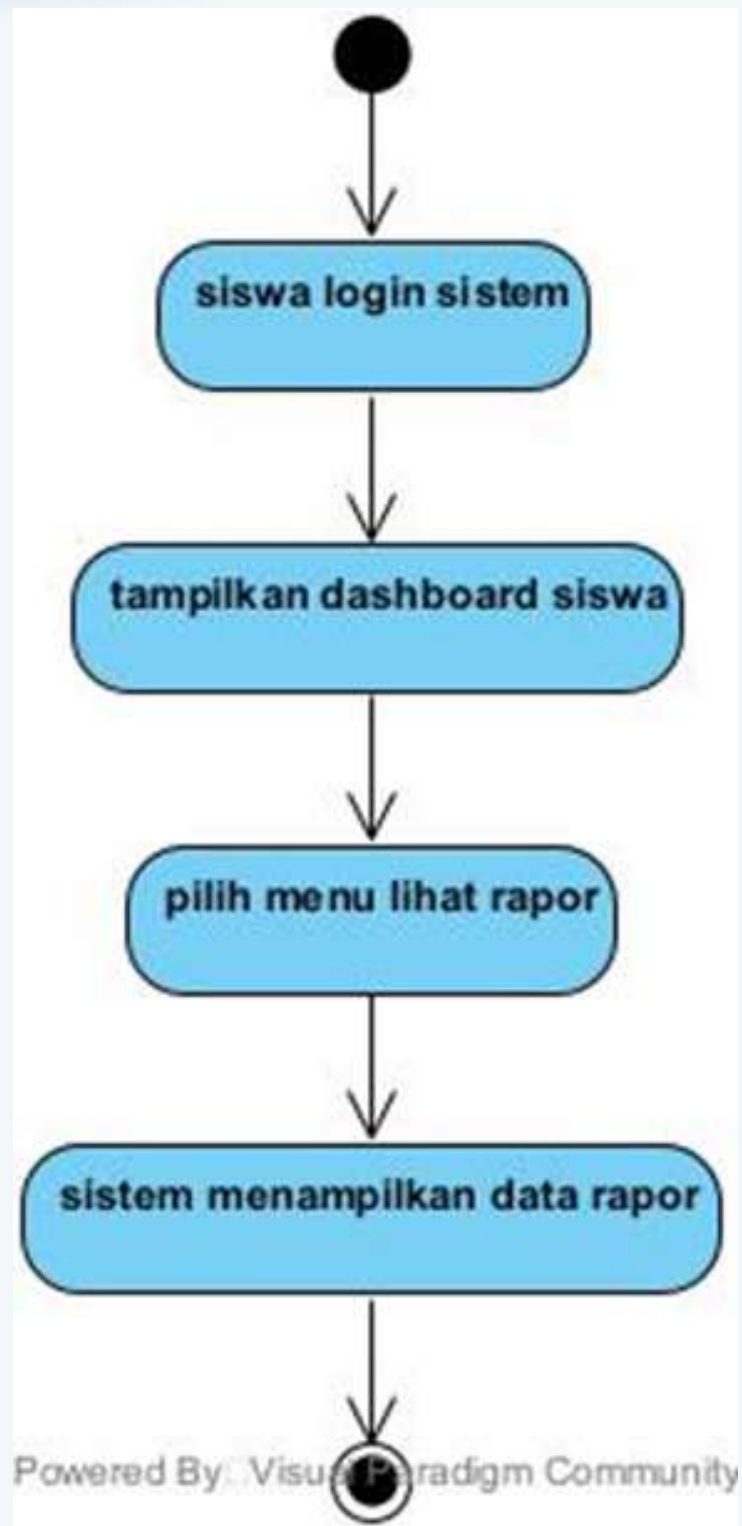 siswa login sistem
tampilkan dashboard siswa
pilih menu lihat rapor
sistem menampilkan data rapor
Powered By: Visual Paradigm Community